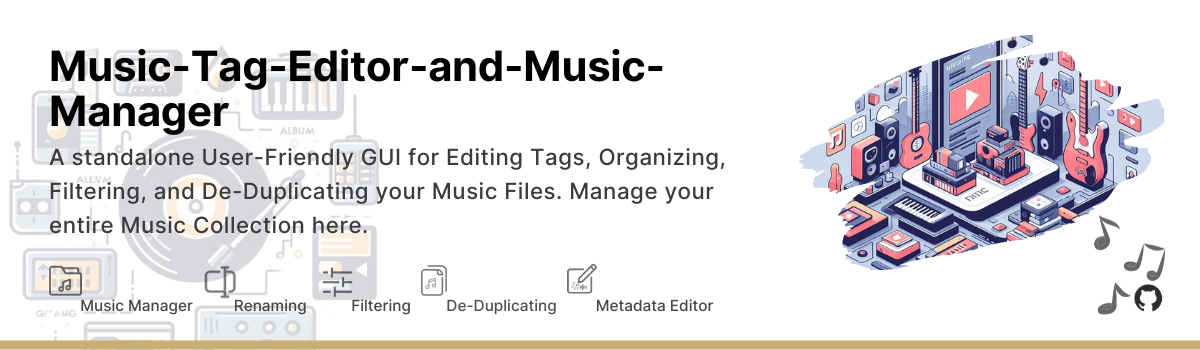 Music-Tag-Editor-and-Music-
Manager
A standalone User-Friendly GUI for Editing Tags, Organizing,
Filtering, and De-Duplicating your Music Files. Manage your
entire Music Collection here.
ALBUM
Music Manager
Renaming
Filtering
De-Duplicating
Metadata Editor